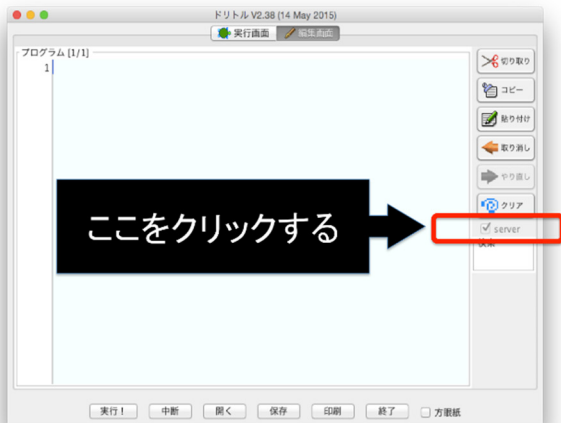 ドリトル V2.38 (14 May 2015)
実行画面 編集画面
プログラム [1/1]
1
切り取り
コピー
貼り付け
取り消し
やり直し
クリア
server
検索
ここをクリックする
実行！ 中断 開く 保存 印刷 終了 方眼紙